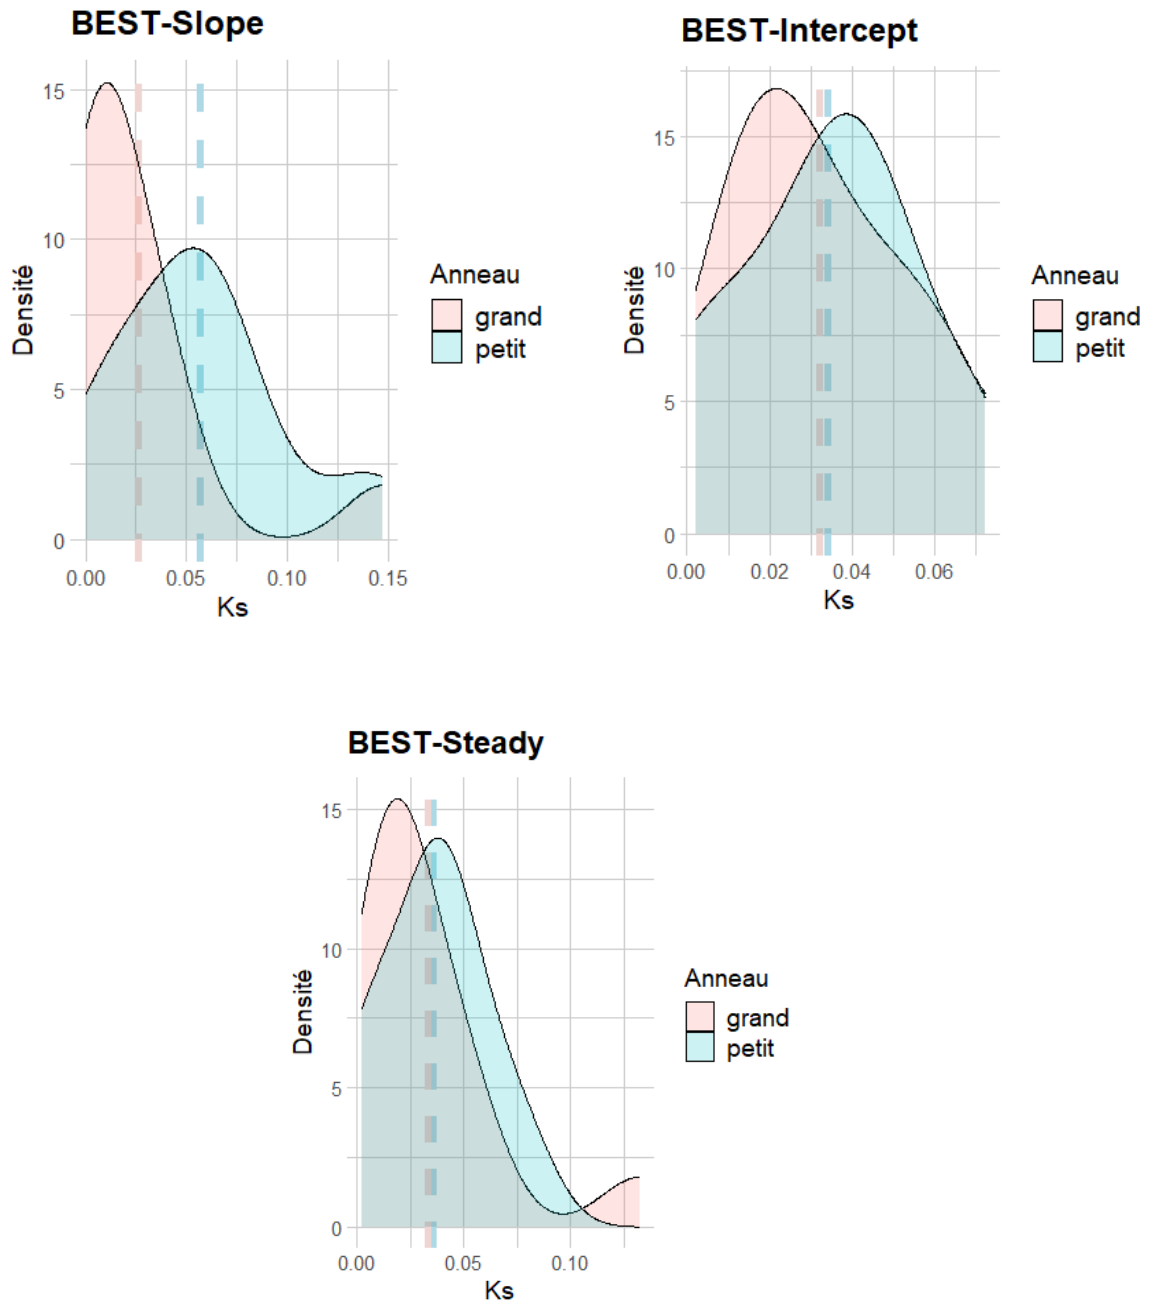 BEST-Slope
15
10
5
0
Densité
0.00 0.05 0.10 0.15
Ks
Anneau
grand
petit
BEST-Intercept
15
10
5
0
Densité
0.00 0.02 0.04 0.06
Ks
Anneau
grand
petit
BEST-Steady
15
10
5
0
Densité
0.00 0.05 0.10
Ks
Anneau
grand
petit